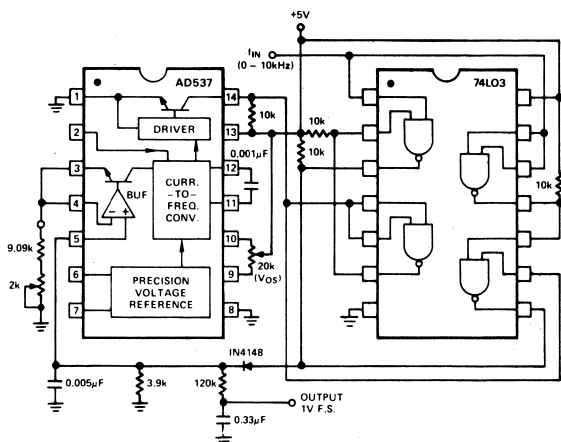 +5V
fIN
(0 – 10kHz)
AD537
74L03
1
14
10k
DRIVER
2
13
10k
10k
0.001µF
3
12
BUF
CURR.
-TO-
FREQ.
CONV.
4
11
– +
10k
9.09k
5
10
20k
(VOS)
6
9
PRECISION
VOLTAGE
REFERENCE
2k
7
8
IN4148
0.005µF
3.9k
120k
OUTPUT
1V F.S.
0.33µF